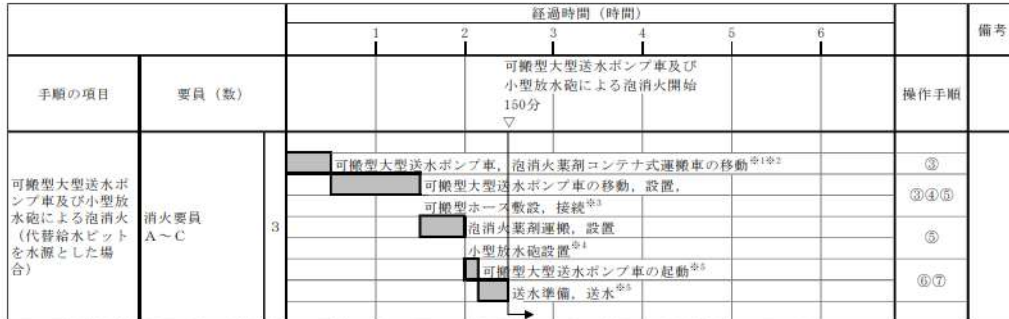 経過時間（時間）
1 2 3 4 5 6
備考
手順の項目
要員（数）
可搬型大型送水ポンプ車及び
小型放水砲による泡消火開始
150分
▽
操作手順
可搬型大型送水ポ
ンプ車及び小型放
水砲による泡消火
（代替給水ピット
を水源とした場
合）
消火要員
A～C
3
可搬型大型送水ポンプ車，泡消火薬剤コンテナ式運搬車の移動※1※2
③
可搬型大型送水ポンプ車の移動，設置，
可搬型ホース敷設，接続※3
③④⑤
泡消火薬剤運搬，設置
小型放水砲設置※4
⑤
可搬型大型送水ポンプ車の起動※5
送水準備，送水※5
⑥⑦